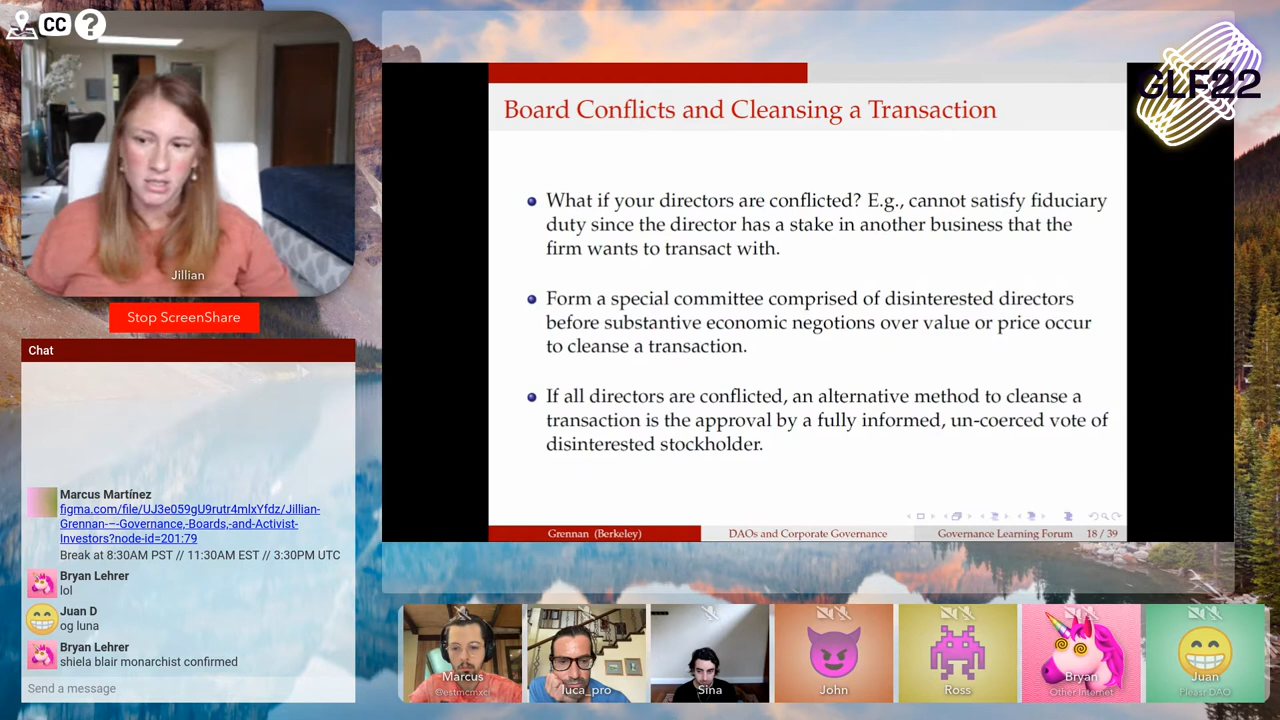 CC
?
GLF22
Jillian
Stop ScreenShare
Board Conflicts and Cleansing a Transaction
What if your directors are conflicted? E.g., cannot satisfy fiduciary
duty since the director has a stake in another business that the
firm wants to transact with.
Form a special committee comprised of disinterested directors
before substantive economic negotions over value or price occur
to cleanse a transaction.
If all directors are conflicted, an alternative method to cleanse a
transaction is the approval by a fully informed, un-coerced vote of
disinterested stockholder.
Grennan (Berkeley) DAOs and Corporate Governance Governance Learning Forum 18 / 39
Chat
Marcus Martínez
figma.com/file/UJ3e059gU9rutr4mlxYfdz/Jillian-
Grennan-–-Governance,-Boards,-and-Activist-
Investors?node-id=201:79
Break at 8:30AM PST // 11:30AM EST // 3:30PM UTC
Bryan Lehrer
lol
Juan D
og luna
Bryan Lehrer
shiela blair monarchist confirmed
Send a message
Marcus
@estmcmxci
luca_pro
Sina
John
Ross
Bryan
Other Internet
Juan
Pleasr DAO